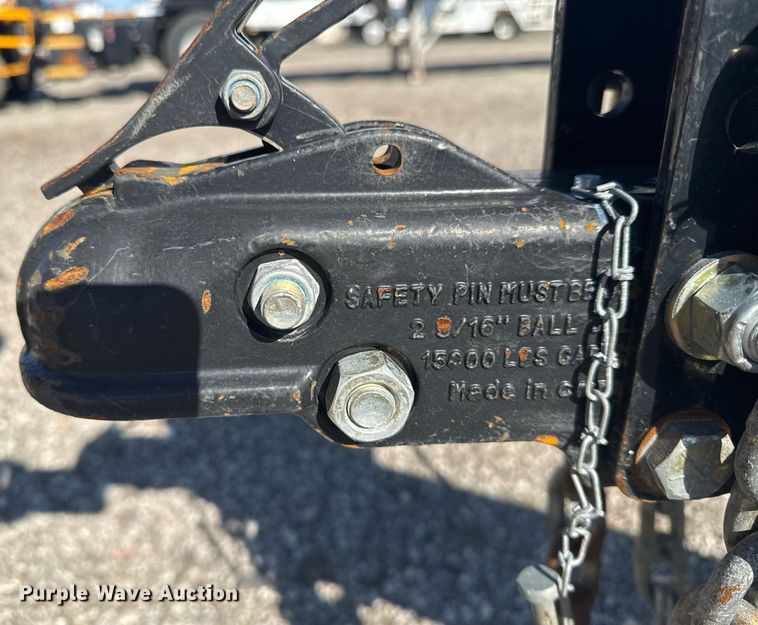 SAFETY PIN MUST BE
2 5/16" BALL
15000 LBS
Made in
Purple Wave Auction